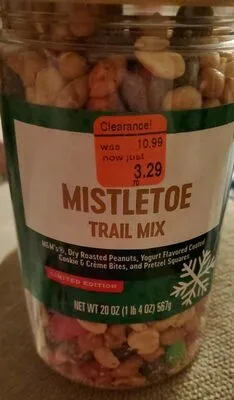 Clearance!
was 10.99
now just
3.29
70
MISTLETOE
TRAIL MIX
M&M's®, Dry Roasted Peanuts, Yogurt Flavored Coated
Cookie & Crème Bites, and Pretzel Squares
LIMITED EDITION
NET WT 20 OZ (1 lb 4 OZ) 567g